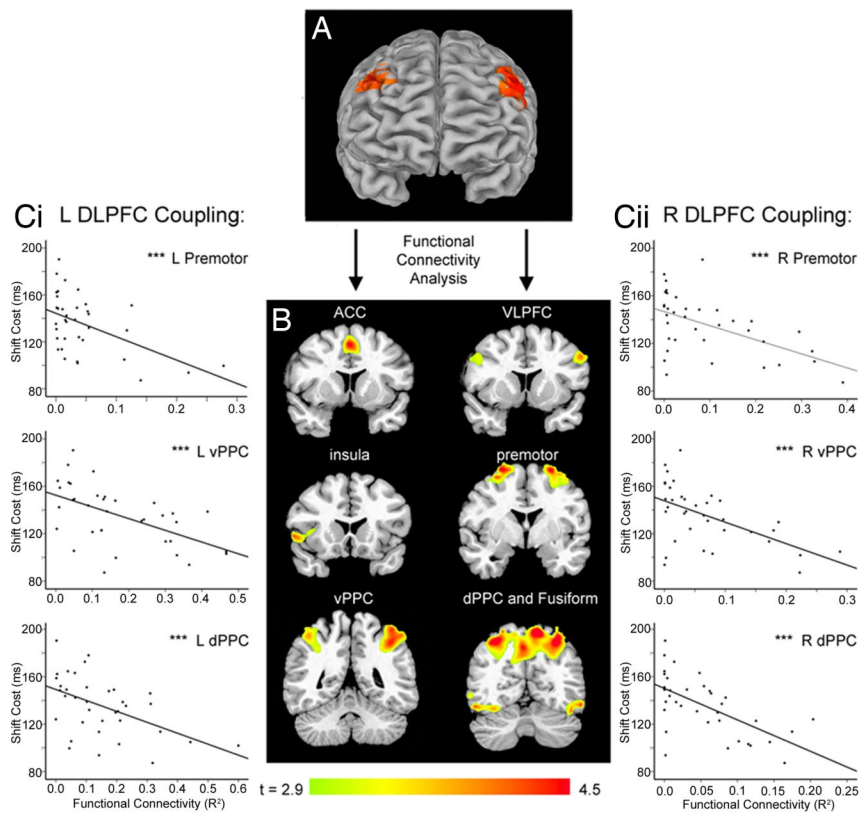 A
Ci L DLPFC Coupling:
Functional
Connectivity
Analysis
Cii R DLPFC Coupling:
200
160
120
80
Shift Cost (ms)
*** L Premotor
0.0 0.1 0.2 0.3
200
160
120
80
Shift Cost (ms)
*** L vPPC
0.0 0.1 0.2 0.3 0.4 0.5
200
160
120
80
Shift Cost (ms)
*** L dPPC
0.0 0.1 0.2 0.3 0.4 0.5 0.6
Functional Connectivity (R²)
B
ACC VLPFC
insula premotor
vPPC dPPC and Fusiform
t = 2.9 4.5
200
160
120
80
Shift Cost (ms)
*** R Premotor
0.0 0.1 0.2 0.3 0.4
200
160
120
80
Shift Cost (ms)
*** R vPPC
0.0 0.1 0.2 0.3
200
160
120
80
Shift Cost (ms)
*** R dPPC
0.0 0.05 0.10 0.15 0.20 0.25
Functional Connectivity (R²)